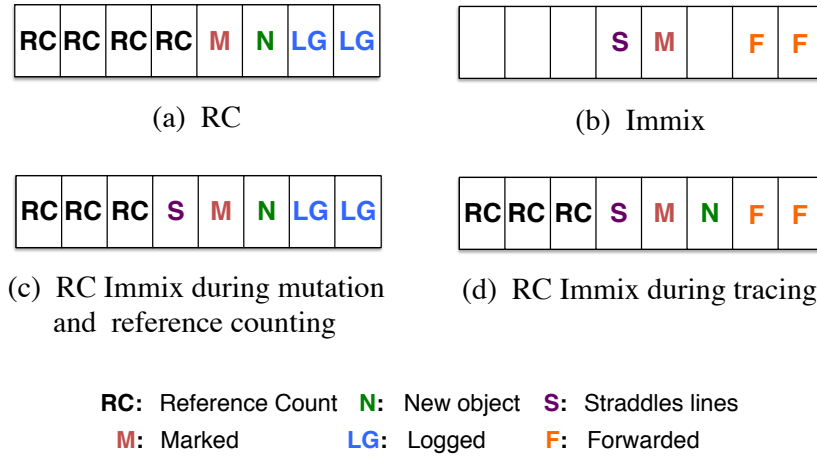 RC RC RC RC M N LG LG
S M F F
(a) RC
(b) Immix
RC RC RC S M N LG LG
RC RC RC S M N F F
(c) RC Immix during mutation
and reference counting
(d) RC Immix during tracing
RC: Reference Count N: New object S: Straddles lines
M: Marked LG: Logged F: Forwarded